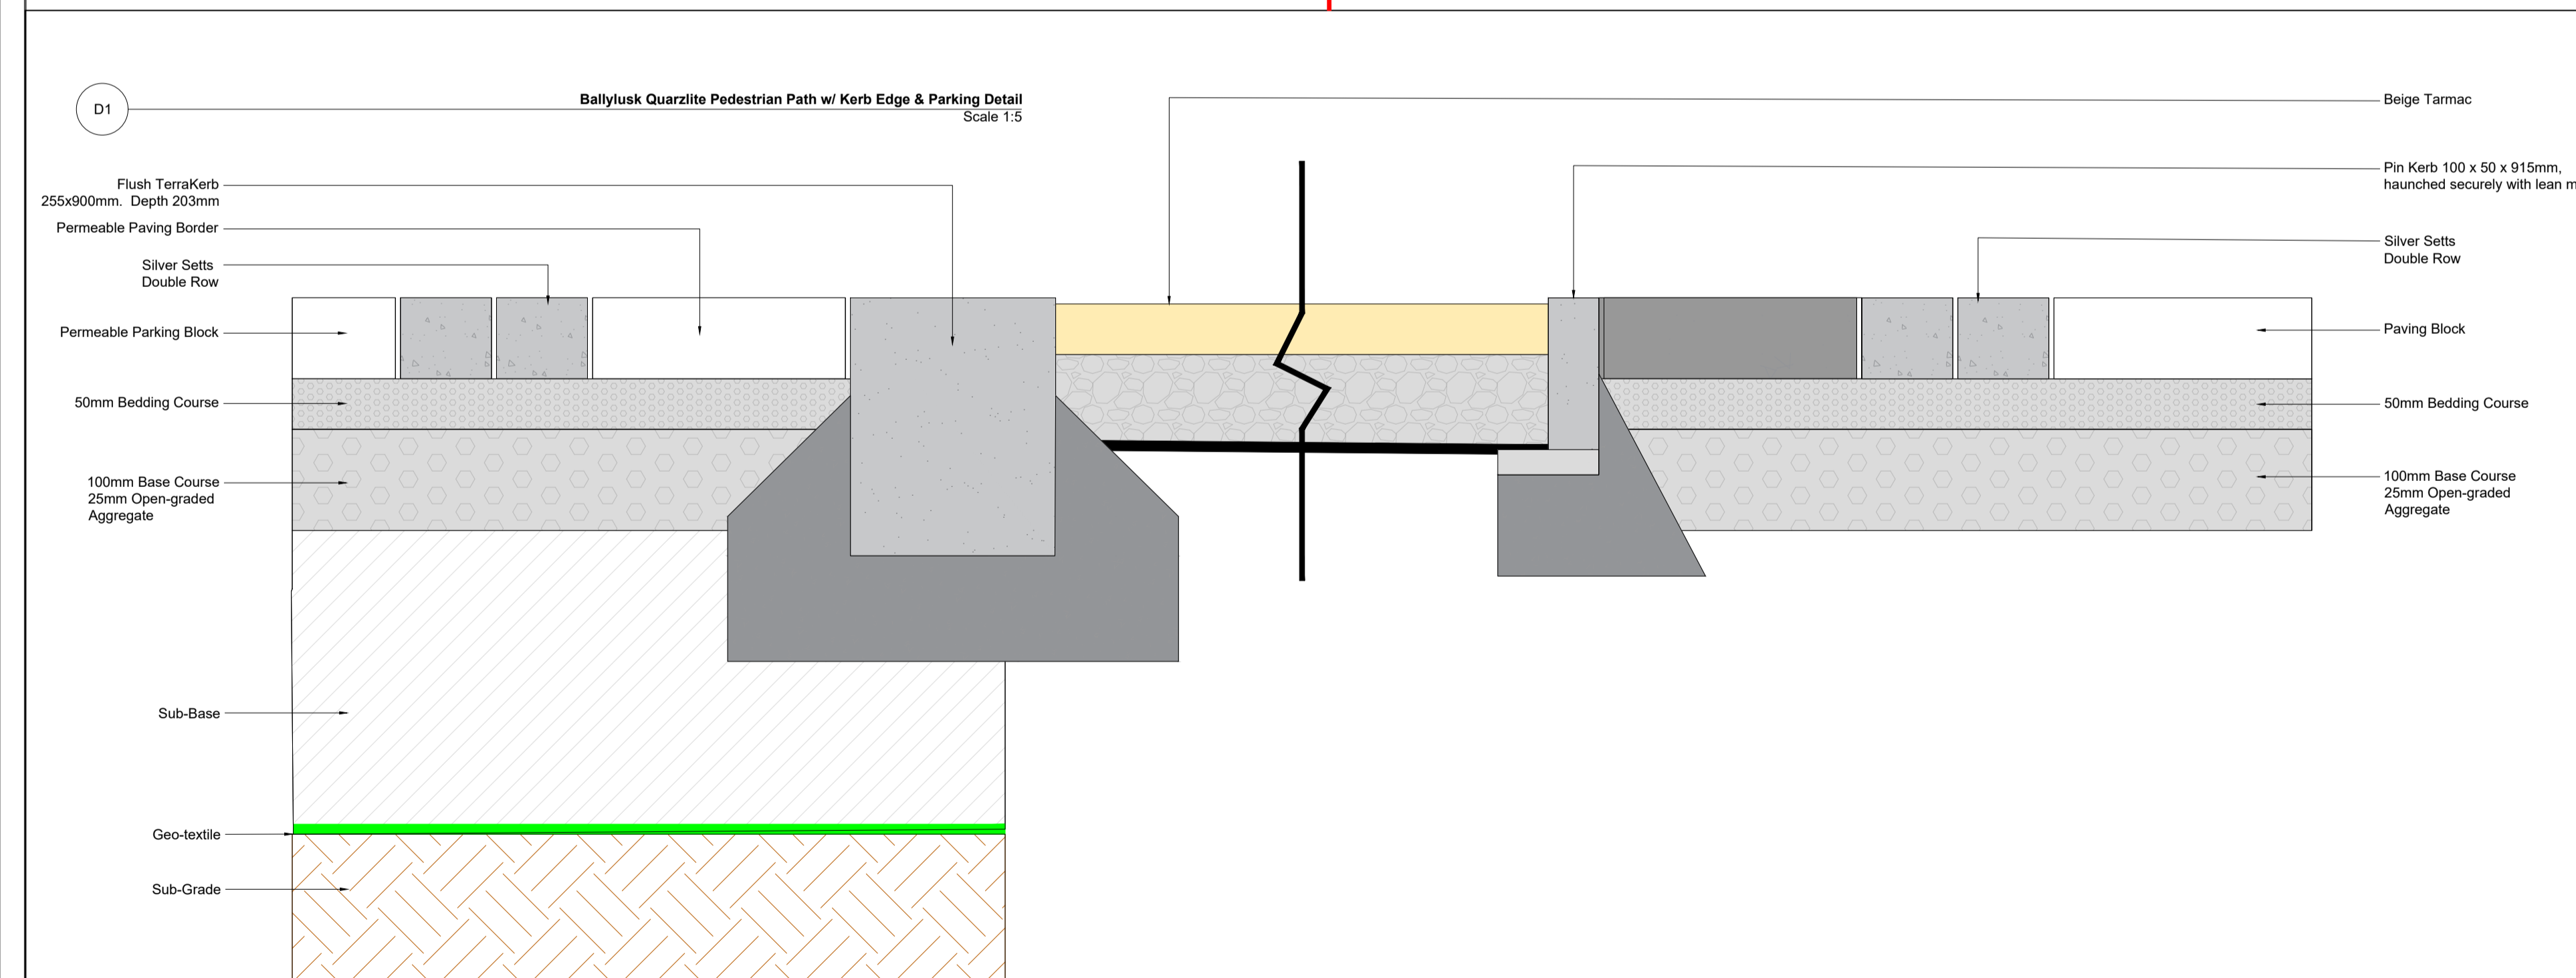 D1
Ballylusk Quarzlite Pedestrian Path w/ Kerb Edge & Parking Detail
Scale 1:5
Flush TerraKerb
255x900mm. Depth 203mm
Permeable Paving Border
Silver Setts
Double Row
Permeable Parking Block
50mm Bedding Course
100mm Base Course
25mm Open-graded
Aggregate
Sub-Base
Geo-textile
Sub-Grade
Beige Tarmac
Pin Kerb 100 x 50 x 915mm,
haunched securely with lean
Silver Setts
Double Row
Paving Block
50mm Bedding Course
100mm Base Course
25mm Open-graded
Aggregate